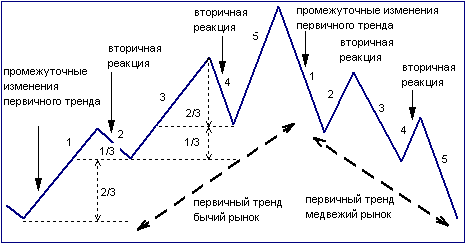 промежуточные
изменения
первичного тренда
вторичная
реакция
вторичная
реакция
промежуточные изменения
первичного тренда
вторичная
реакция
вторичная
реакция
1
2
3
4
5
1
2
3
4
5
1/3
2/3
2/3
1/3
первичный тренд
бычий рынок
первичный тренд
медвежий рынок